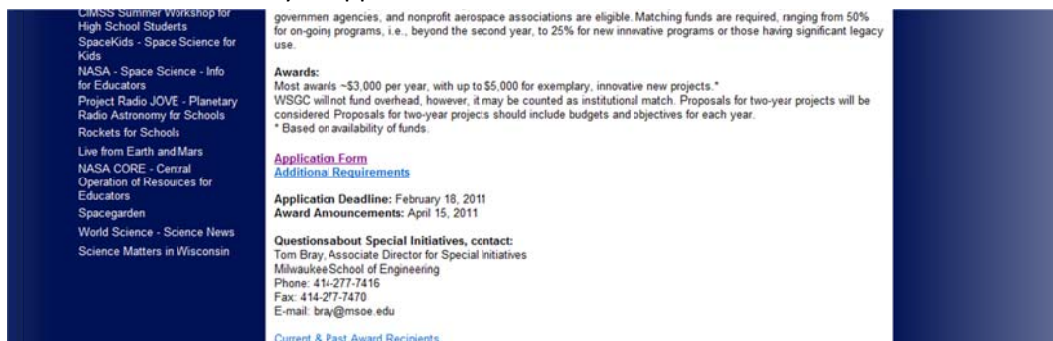 CIMSS Summer Workshop for
High School Students
SpaceKids - Space Science for
Kids
NASA - Space Science - Info
for Educators
Project Radio JOVE - Planetary
Radio Astronomy for Schools
Rockets for Schools
Live from Earth and Mars
NASA CORE - Central
Operation of Resources for
Educators
Spacegarden
World Science - Science News
Science Matters in Wisconsin
governmen agencies, and nonprofit aerospace associations are eligible. Matching funds are required, ranging from 50%
for on-going programs, i.e., beyond the second year, to 25% for new innovative programs or those having significant legacy
use.
Awards:
Most awards ~$3,000 per year, with up to $5,000 for exemplary, innovative new projects.*
WSGC will not fund overhead, however, it may be counted as institutional match. Proposals for two-year projects will be
considered Proposals for two-year projects should include budgets and objectives for each year.
* Based on availability of funds.
Application Form
Additional Requirements
Application Deadline: February 18, 2011
Award Announcements: April 15, 2011
Questions about Special Initiatives, contact:
Tom Bray, Associate Director for Special Initiatives
Milwaukee School of Engineering
Phone: 414-277-7416
Fax: 414-277-7470
E-mail: bray@msoe.edu
Current & Past Award Recipients